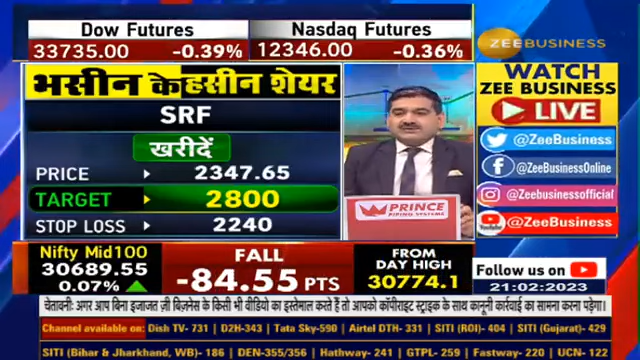 Dow Futures
33735.00 -0.39%
Nasdaq Futures
12346.00 -0.36%
ZEE BUSINESS
भसीन के हसीन शेयर
SRF
खरीदें
PRICE 2347.65
TARGET 2800
STOP LOSS 2240
PRINCE
PIPING SYSTEMS
WATCH
ZEE BUSINESS
LIVE
@ZeeBusiness
@ZeeBusinessOnline
@ZeeBusinessofficial
YouTube
@ZeeBusiness
Nifty Mid100
30689.55
0.07%
FALL
-84.55 PTS
FROM
DAY HIGH
30774.1
Follow us on
21:02:2023
चेतावनी: अगर आप बिना इजाजत ज़ी बिज़नेस के किसी भी वीडियो का इस्तेमाल करते हैं तो आपको कॉपीराइट स्ट्राइक के साथ कानूनी कार्रवाई का सामना करना पड़ेगा।
Channel available on: Dish TV- 731 | D2H-343 | Tata Sky-590 | Airtel DTH- 331 | SITI (ROI)- 404 | SITI (Gujarat)- 429
SITI (Bihar & Jharkhand, WB)- 186 | DEN-355/356 | Hathway- 241 | GTPL- 259 | Fastway- 220 | UCN- 122